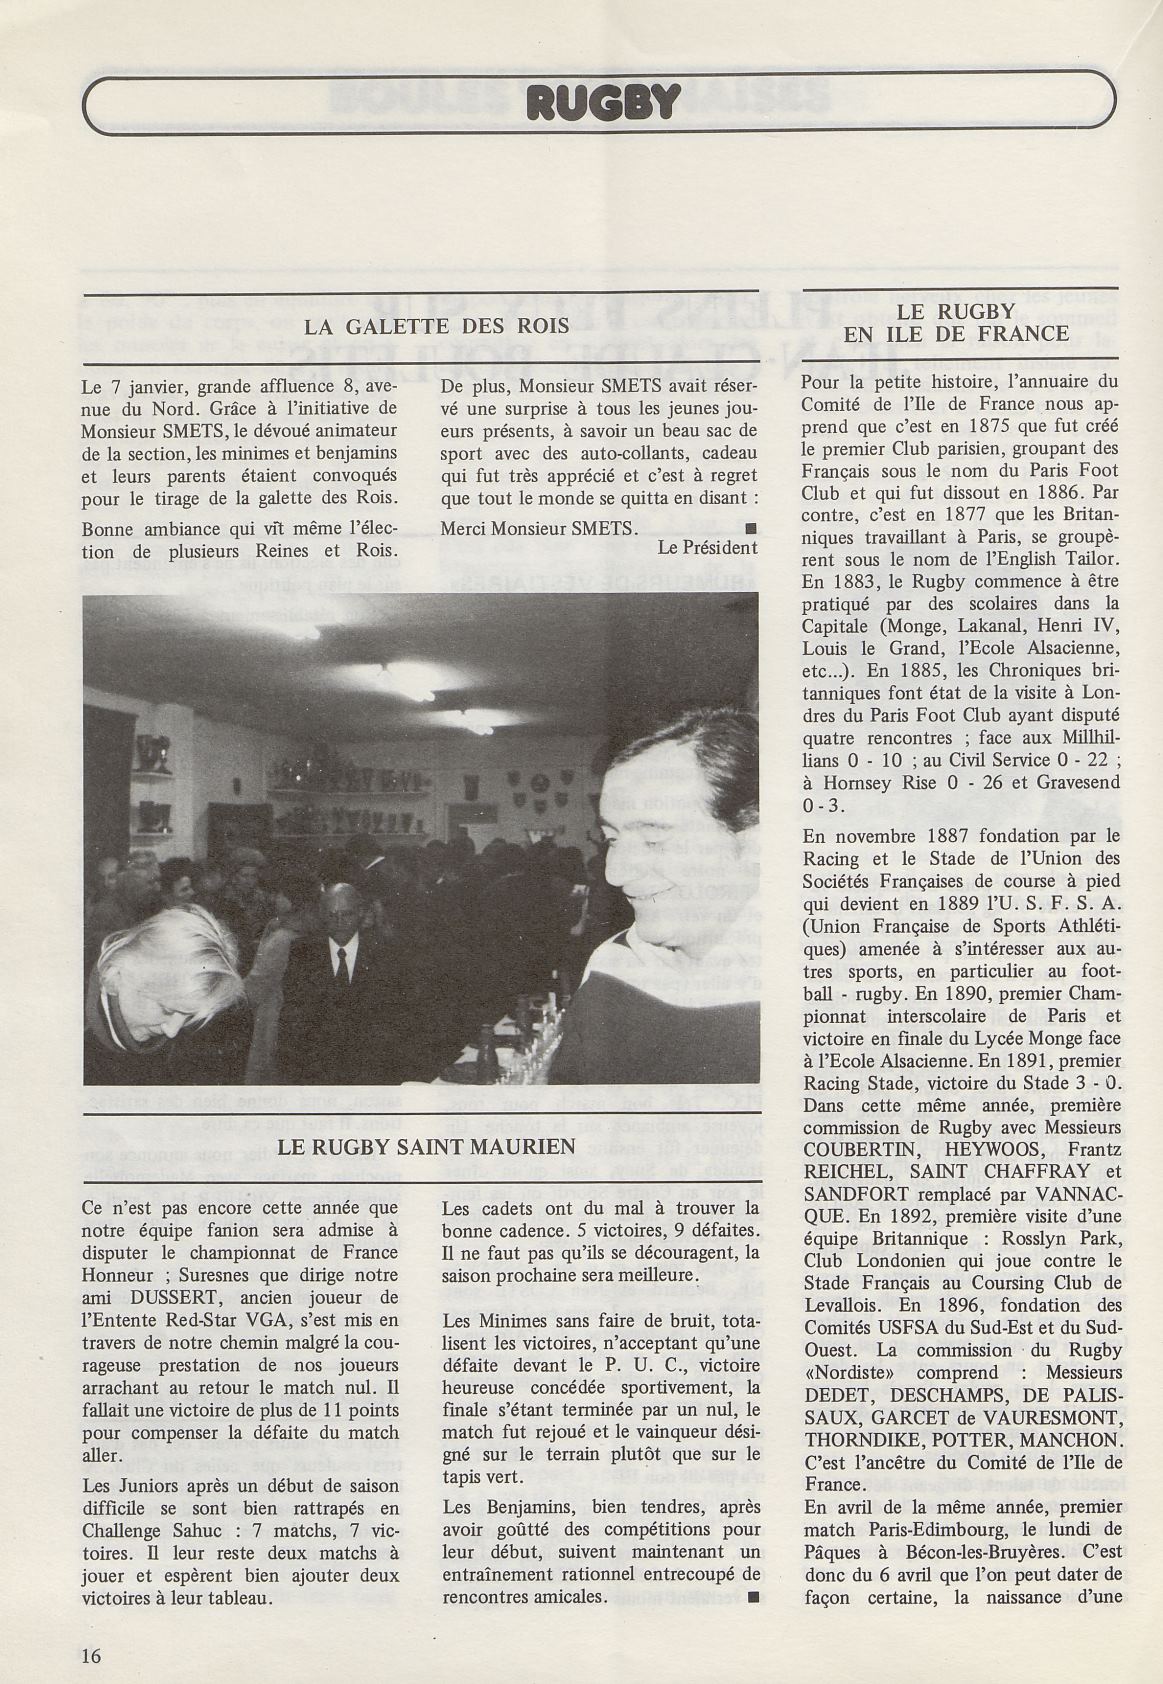 RUGBY
LA GALETTE DES ROIS
Le 7 janvier, grande affluence 8, ave-
nue du Nord. Grâce à l'initiative de
Monsieur SMETS, le dévoué animateur
de la section, les minimes et benjamins
et leurs parents étaient convoqués
pour le tirage de la galette des Rois.
Bonne ambiance qui vît même l'élec-
tion de plusieurs Reines et Rois.
De plus, Monsieur SMETS avait réser-
vé une surprise à tous les jeunes jou-
eurs présents, à savoir un beau sac de
sport avec des auto-collants, cadeau
qui fut très apprécié et c'est à regret
que tout le monde se quitta en disant :
Merci Monsieur SMETS. ■
Le Président
LE RUGBY SAINT MAURIEN
Ce n'est pas encore cette année que
notre équipe fanion sera admise à
disputer le championnat de France
Honneur ; Suresnes que dirige notre
ami DUSSERT, ancien joueur de
l'Entente Red-Star VGA, s'est mis en
travers de notre chemin malgré la cou-
rageuse prestation de nos joueurs
arrachant au retour le match nul. Il
fallait une victoire de plus de 11 points
pour compenser la défaite du match
aller.
Les Juniors après un début de saison
difficile se sont bien rattrapés en
Challenge Sahuc : 7 matchs, 7 vic-
toires. Il leur reste deux matchs à
jouer et espèrent bien ajouter deux
victoires à leur tableau.
Les cadets ont du mal à trouver la
bonne cadence. 5 victoires, 9 défaites.
Il ne faut pas qu'ils se découragent, la
saison prochaine sera meilleure.
Les Minimes sans faire de bruit, tota-
lisent les victoires, n'acceptant qu'une
défaite devant le P. U. C., victoire
heureuse concédée sportivement, la
finale s'étant terminée par un nul, le
match fut rejoué et le vainqueur dési-
gné sur le terrain plutôt que sur le
tapis vert.
Les Benjamins, bien tendres, après
avoir goûtté des compétitions pour
leur début, suivent maintenant un
entraînement rationnel entrecoupé de
rencontres amicales. ■
LE RUGBY
EN ILE DE FRANCE
Pour la petite histoire, l'annuaire du
Comité de l'Ile de France nous ap-
prend que c'est en 1875 que fut créé
le premier Club parisien, groupant des
Français sous le nom du Paris Foot
Club et qui fut dissout en 1886. Par
contre, c'est en 1877 que les Britan-
niques travaillant à Paris, se groupè-
rent sous le nom de l'English Tailor.
En 1883, le Rugby commence à être
pratiqué par des scolaires dans la
Capitale (Monge, Lakanal, Henri IV,
Louis le Grand, l'Ecole Alsacienne,
etc...). En 1885, les Chroniques bri-
tanniques font état de la visite à Lon-
dres du Paris Foot Club ayant disputé
quatre rencontres ; face aux Millhil-
lians 0 - 10 ; au Civil Service 0 - 22 ;
à Hornsey Rise 0 - 26 et Gravesend
0 - 3.
En novembre 1887 fondation par le
Racing et le Stade de l'Union des
Sociétés Françaises de course à pied
qui devient en 1889 l'U. S. F. S. A.
(Union Française de Sports Athléti-
ques) amenée à s'intéresser aux au-
tres sports, en particulier au foot-
ball - rugby. En 1890, premier Cham-
pionnat interscolaire de Paris et
victoire en finale du Lycée Monge face
à l'Ecole Alsacienne. En 1891, premier
Racing Stade, victoire du Stade 3 - 0.
Dans cette même année, première
commission de Rugby avec Messieurs
COUBERTIN, HEYWOOS, Frantz
REICHEL, SAINT CHAFFRAY et
SANDFORT remplacé par VANNAC-
QUE. En 1892, première visite d'une
équipe Britannique : Rosslyn Park,
Club Londonien qui joue contre le
Stade Français au Coursing Club de
Levallois. En 1896, fondation des
Comités USFSA du Sud-Est et du Sud-
Ouest. La commission du Rugby
«Nordiste» comprend : Messieurs
DEDET, DESCHAMPS, DE PALIS-
SAUX, GARCET de VAURESMONT,
THORNDIKE, POTTER, MANCHON.
C'est l'ancêtre du Comité de l'Ile de
France.
En avril de la même année, premier
match Paris-Edimbourg, le lundi de
Pâques à Bécon-les-Bruyères. C'est
donc du 6 avril que l'on peut dater de
façon certaine, la naissance d'une
16